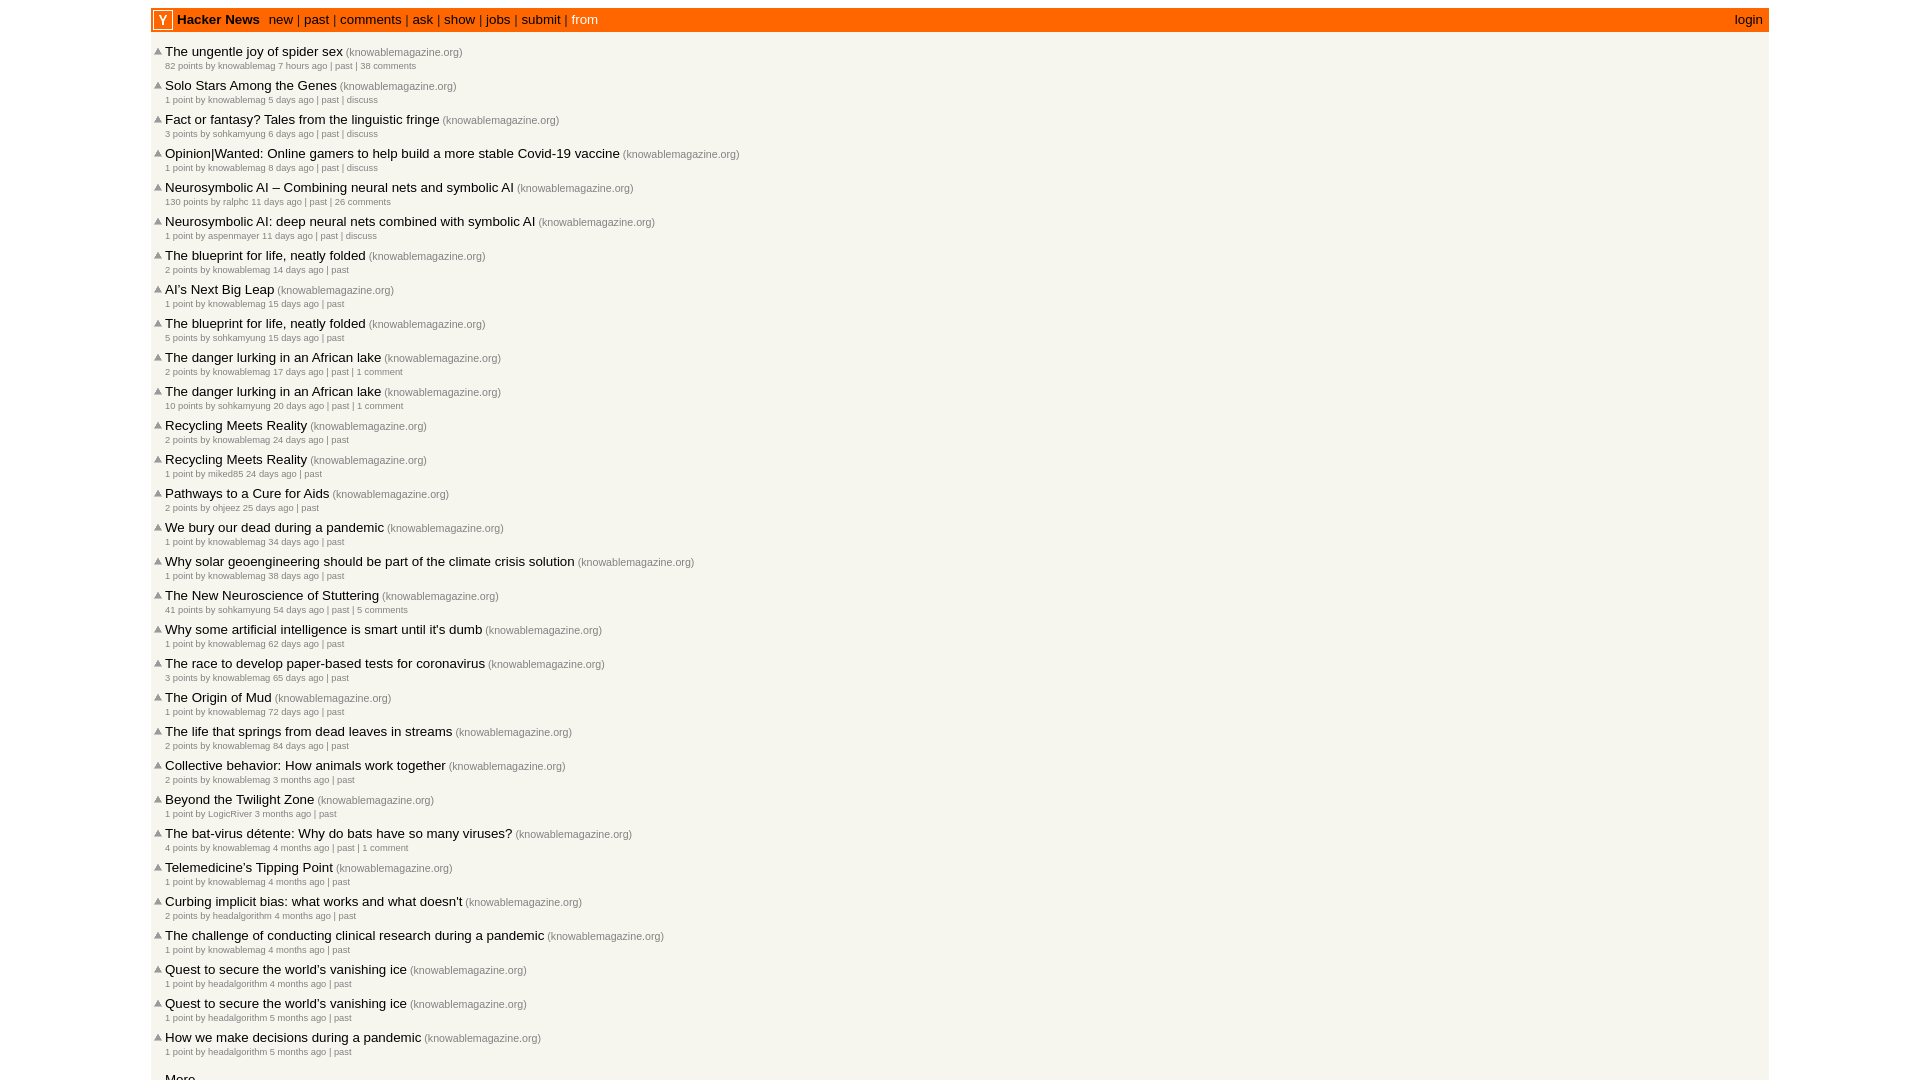 Y Hacker News new | past | comments | ask | show | jobs | submit | from login
The ungentle joy of spider sex (knowablemagazine.org)
82 points by knowablemag 7 hours ago | past | 38 comments
Solo Stars Among the Genes (knowablemagazine.org)
1 point by knowablemag 5 days ago | past | discuss
Fact or fantasy? Tales from the linguistic fringe (knowablemagazine.org)
3 points by sohkamyung 6 days ago | past | discuss
Opinion|Wanted: Online gamers to help build a more stable Covid-19 vaccine (knowablemagazine.org)
1 point by knowablemag 8 days ago | past | discuss
Neurosymbolic AI – Combining neural nets and symbolic AI (knowablemagazine.org)
130 points by ralphc 11 days ago | past | 26 comments
Neurosymbolic AI: deep neural nets combined with symbolic AI (knowablemagazine.org)
1 point by aspenmayer 11 days ago | past | discuss
The blueprint for life, neatly folded (knowablemagazine.org)
2 points by knowablemag 14 days ago | past
AI’s Next Big Leap (knowablemagazine.org)
1 point by knowablemag 15 days ago | past
The blueprint for life, neatly folded (knowablemagazine.org)
5 points by sohkamyung 15 days ago | past
The danger lurking in an African lake (knowablemagazine.org)
2 points by knowablemag 17 days ago | past | 1 comment
The danger lurking in an African lake (knowablemagazine.org)
10 points by sohkamyung 20 days ago | past | 1 comment
Recycling Meets Reality (knowablemagazine.org)
2 points by knowablemag 24 days ago | past
Recycling Meets Reality (knowablemagazine.org)
1 point by miked85 24 days ago | past
Pathways to a Cure for Aids (knowablemagazine.org)
2 points by ohjeez 25 days ago | past
We bury our dead during a pandemic (knowablemagazine.org)
1 point by knowablemag 34 days ago | past
Why solar geoengineering should be part of the climate crisis solution (knowablemagazine.org)
1 point by knowablemag 38 days ago | past
The New Neuroscience of Stuttering (knowablemagazine.org)
41 points by sohkamyung 54 days ago | past | 5 comments
Why some artificial intelligence is smart until it's dumb (knowablemagazine.org)
1 point by knowablemag 62 days ago | past
The race to develop paper-based tests for coronavirus (knowablemagazine.org)
3 points by knowablemag 65 days ago | past
The Origin of Mud (knowablemagazine.org)
1 point by knowablemag 72 days ago | past
The life that springs from dead leaves in streams (knowablemagazine.org)
2 points by knowablemag 84 days ago | past
Collective behavior: How animals work together (knowablemagazine.org)
2 points by knowablemag 3 months ago | past
Beyond the Twilight Zone (knowablemagazine.org)
1 point by LogicRiver 3 months ago | past
The bat-virus détente: Why do bats have so many viruses? (knowablemagazine.org)
4 points by knowablemag 4 months ago | past | 1 comment
Telemedicine’s Tipping Point (knowablemagazine.org)
1 point by knowablemag 4 months ago | past
Curbing implicit bias: what works and what doesn't (knowablemagazine.org)
2 points by headalgorithm 4 months ago | past
The challenge of conducting clinical research during a pandemic (knowablemagazine.org)
1 point by knowablemag 4 months ago | past
Quest to secure the world’s vanishing ice (knowablemagazine.org)
1 point by headalgorithm 4 months ago | past
Quest to secure the world’s vanishing ice (knowablemagazine.org)
1 point by headalgorithm 5 months ago | past
How we make decisions during a pandemic (knowablemagazine.org)
1 point by headalgorithm 5 months ago | past
More